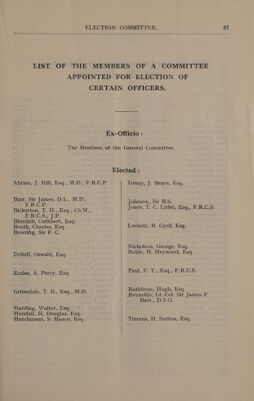 ELECTION COMMITTEE. 87
LIST OF THE MEMBERS OF A COMMITTEE
APPOINTED FOR ELECTION OF
CERTAIN OFFICERS.
Ex-Officio:
The Members of the General Committee.
Elected:
Abram, J. Hill, Esq., M.D., F.R.C.P.
Barr, Sir James, D.L., M.D.,
F.R.C.P.
Bickerton, T. H., Esq., Ch.M.,
F.R.C.S., J.P.
Blundell, Cuthbert, Esq.
Booth, Charles, Esq.
Bowring, Sir F. C.
Dobell, Oswald, Esq.
Eccles, A. Percy, Esq.
Grimsdale, T. B., Esq., M.D.
Harding, Walter, Esq.
Horsfall, H. Douglas, Esq.
Hutchinson, S. Mason, Esq.
Ismay, J. Bruce, Esq.
Johnson, Sir B.S.
Jones, T. C. Litler, Esq., F.R.C.S.
Lockett, R. Cyril, Esq.
Nicholson, George, Esq.
Noble, H. Heywood, Esq.
Paul, F. T., Esq., F.R.C.S.
Rathbone, Hugh, Esq.
Reynolds, Lt.-Col. Sir James P.
Bart., D.S.O.
Timmis, H. Sutton, Esq.